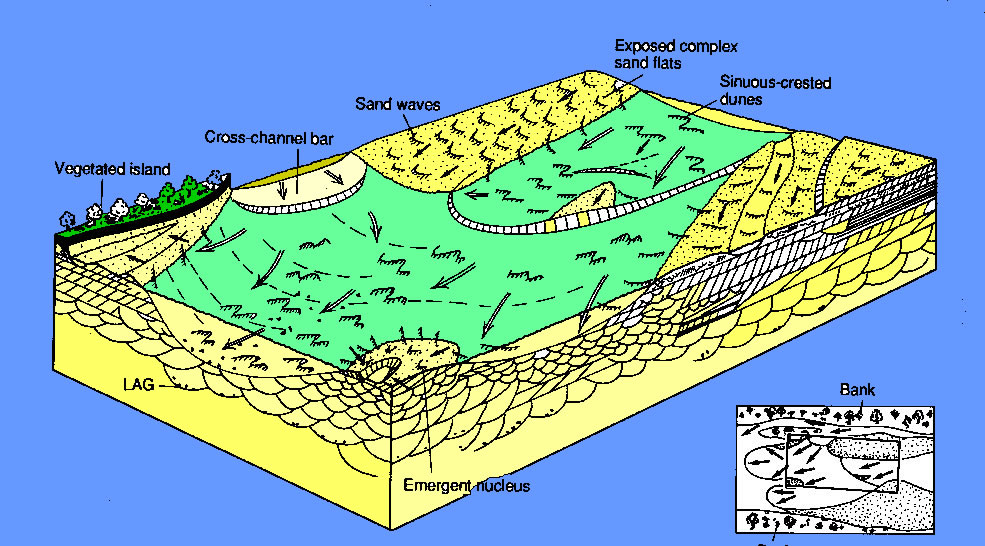 Exposed complex
sand flats
Sinuous-crested
dunes
Sand waves
Cross-channel bar
Vegetated island
LAG
Bank
Emergent nucleus